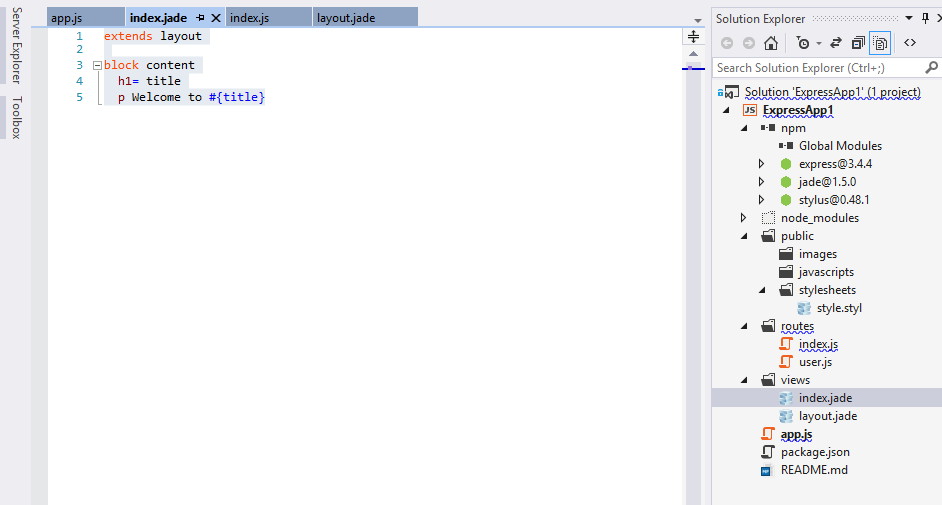 Server Explorer
Toolbox
app.js
index.jade
index.js
layout.jade
1 extends layout
2
3 block content
4 h1= title
5 p Welcome to #{title}
Solution Explorer
Search Solution Explorer (Ctrl+;)
Solution 'ExpressApp1' (1 project)
JS ExpressApp1
npm
Global Modules
express@3.4.4
jade@1.5.0
stylus@0.48.1
node_modules
public
images
javascripts
stylesheets
style.styl
routes
index.js
user.js
views
index.jade
layout.jade
app.js
package.json
README.md